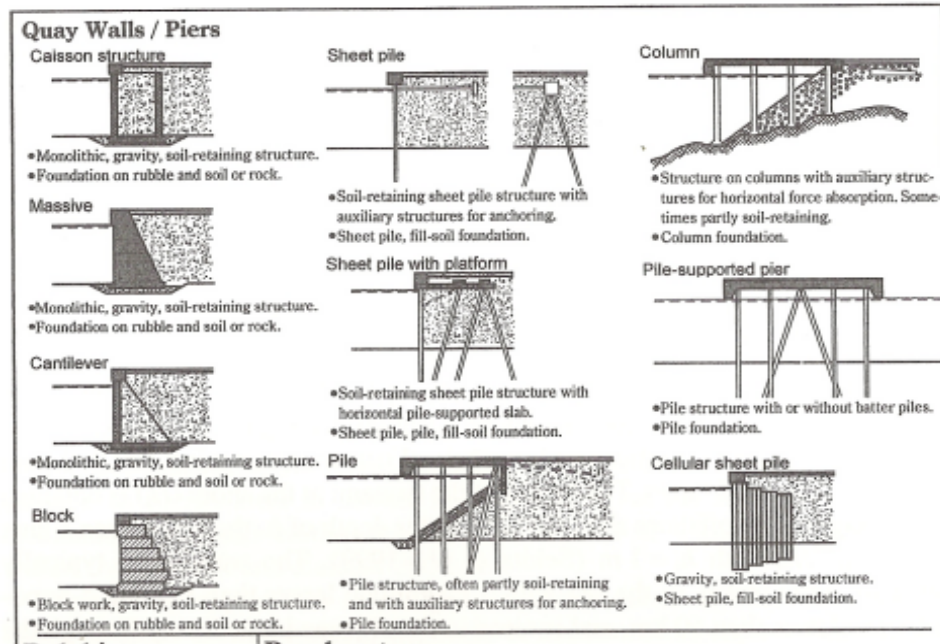 Quay Walls / Piers
Caisson structure
•Monolithic, gravity, soil-retaining structure.
•Foundation on rubble and soil or rock.
Massive
•Monolithic, gravity, soil-retaining structure.
•Foundation on rubble and soil or rock.
Cantilever
•Monolithic, gravity, soil-retaining structure.
•Foundation on rubble and soil or rock.
Block
•Block work, gravity, soil-retaining structure.
•Foundation on rubble and soil or rock.
Sheet pile
•Soil-retaining sheet pile structure with
auxiliary structures for anchoring.
•Sheet pile, fill-soil foundation.
Sheet pile with platform
•Soil-retaining sheet pile structure with
horizontal pile-supported slab.
•Sheet pile, pile, fill-soil foundation.
Pile
•Pile structure, often partly soil-retaining
and with auxiliary structures for anchoring.
•Pile foundation.
Column
•Structure on columns with auxiliary struc-
tures for horizontal force absorption. Some-
times partly soil-retaining.
•Column foundation.
Pile-supported pier
•Pile structure with or without batter piles.
•Pile foundation.
Cellular sheet pile
•Gravity, soil-retaining structure.
•Sheet pile, fill-soil foundation.